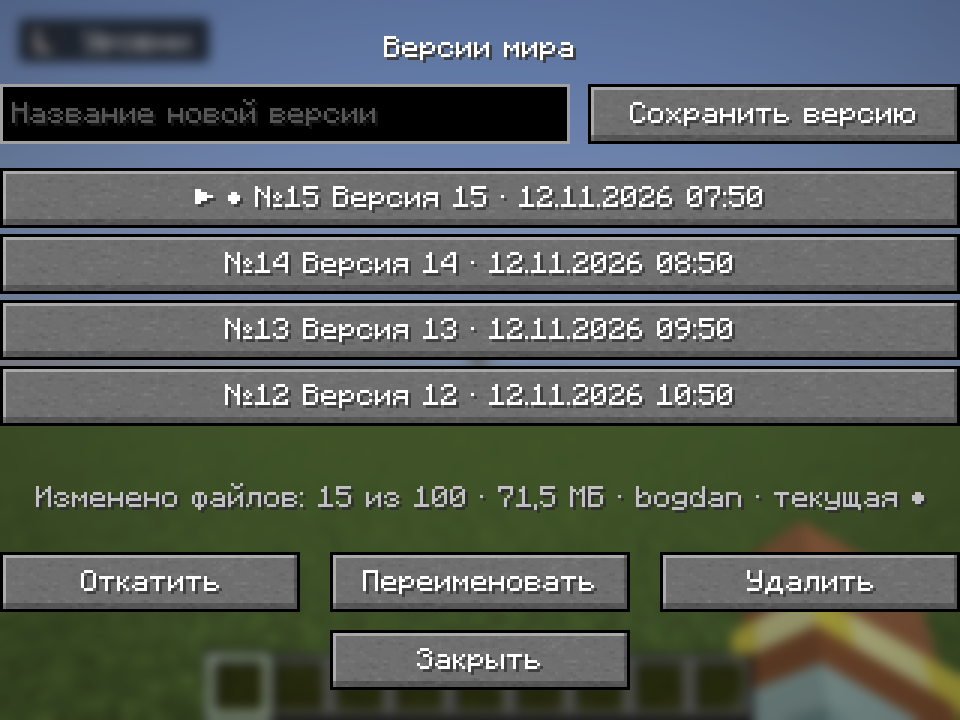 Версии мира
Название новой версии
Сохранить версию
► ● №15 Версия 15 · 12.11.2026 07:50
№14 Версия 14 · 12.11.2026 08:50
№13 Версия 13 · 12.11.2026 09:50
№12 Версия 12 · 12.11.2026 10:50
Изменено файлов: 15 из 100 · 71,5 МБ · bogdan · текущая ●
Откатить
Переименовать
Удалить
Закрыть